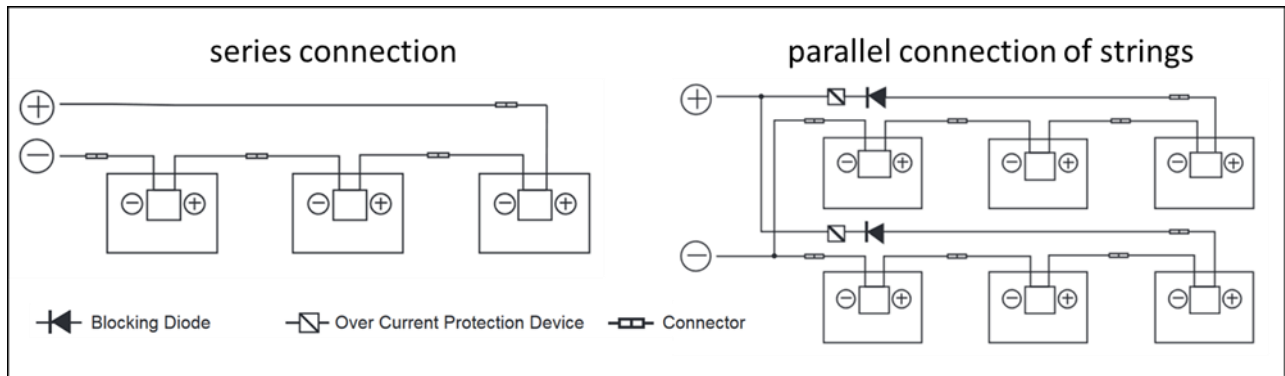 series connection
parallel connection of strings
+
−
− +
− +
− +
+
−
− +
− +
− +
− +
− +
− +
Blocking Diode
Over Current Protection Device
Connector